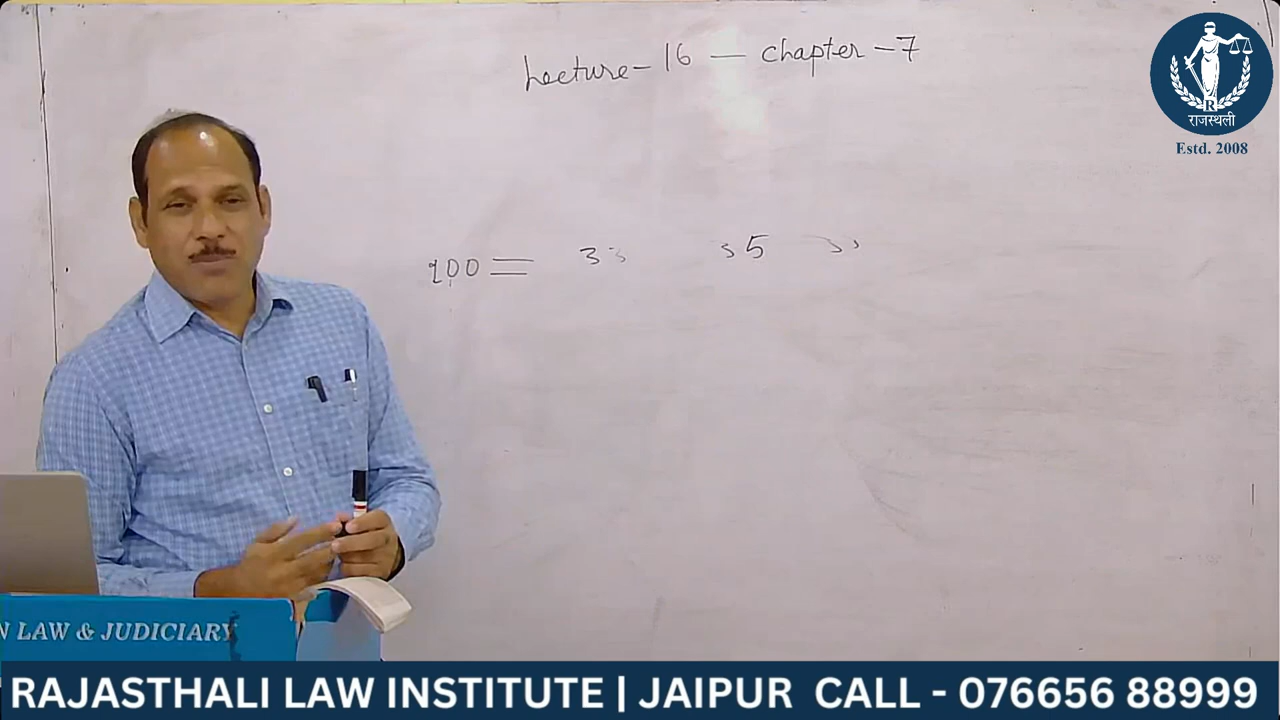 Lecture-16 — chapter-7
राजस्थली
Estd. 2008
100 = 33 35
N LAW & JUDICIARY
RAJASTHALI LAW INSTITUTE | JAIPUR CALL - 076656 88999